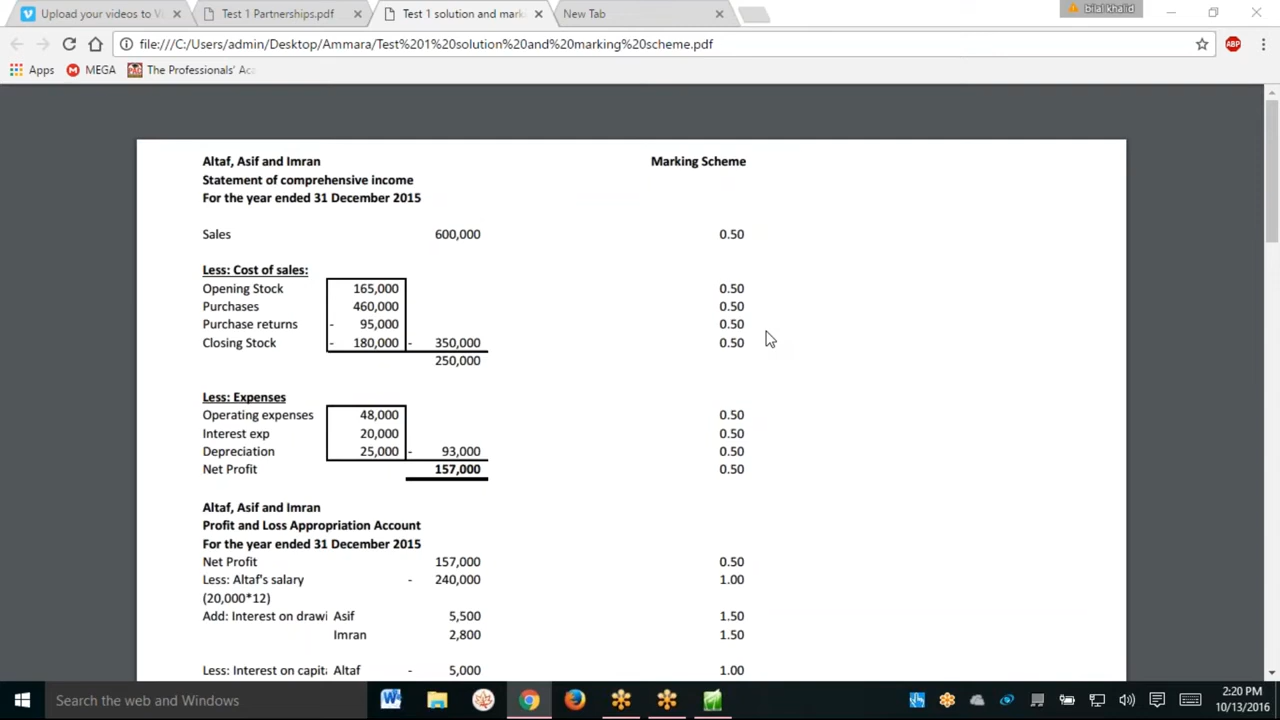 Upload your videos to Vi
Test 1 Partnerships.pdf
Test 1 solution and mark
New Tab
bilal.khalid
file:///C:/Users/admin/Desktop/Ammara/Test%201%20solution%20and%20marking%20scheme.pdf
ABP
Apps
MEGA
The Professionals' Aca
Altaf, Asif and Imran Marking Scheme
Statement of comprehensive income
For the year ended 31 December 2015
Sales 600,000 0.50
Less: Cost of sales:
Opening Stock 165,000 0.50
Purchases 460,000 0.50
Purchase returns - 95,000 0.50
Closing Stock - 180,000 - 350,000 0.50
250,000
Less: Expenses
Operating expenses 48,000 0.50
Interest exp 20,000 0.50
Depreciation 25,000 - 93,000 0.50
Net Profit 157,000 0.50
Altaf, Asif and Imran
Profit and Loss Appropriation Account
For the year ended 31 December 2015
Net Profit 157,000 0.50
Less: Altaf's salary - 240,000 1.00
(20,000*12)
Add: Interest on drawi Asif 5,500 1.50
Imran 2,800 1.50
Less: Interest on capita Altaf - 5,000 1.00
Search the web and Windows
2:20 PM
10/13/2016